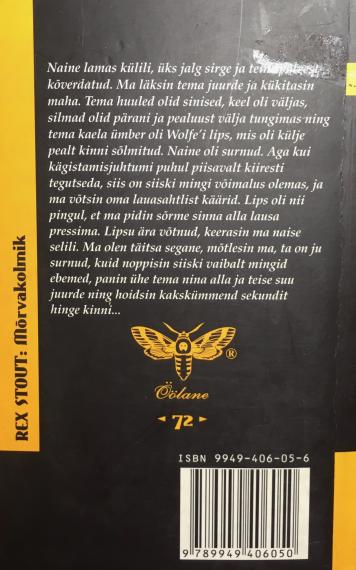 Naine lamas külili, üks jalg sirge ja
kõverdatud. Ma läksin tema juurde ja kükitasin
maha. Tema huuled olid sinised, keel oli väljas,
silmad olid pärani ja pealuust välja tungimas ning
tema kaela ümber oli Wolfe'i lips, mis oli külje
pealt kinni sõlmitud. Naine oli surnud. Aga kui
kägistamisjuhtumi puhul piisavalt kiiresti
tegutseda, siis on siiski mingi võimalus olemas, ja
ma võtsin oma lauasahtlist käärid. Lips oli nii
pingul, et ma pidin sõrme sinna alla lausa
pressima. Lipsu ära võtnud, keerasin ma naise
selili. Ma olen täitsa segane, mõtlesin ma, ta on ju
surnud, kuid noppisin siiski vaibalt mingid
ebemed, panin ühe tema nina alla ja teise suu
juurde ning hoidsin kakskümmend sekundit
hinge kinni...
®
Öölane
72
ISBN 9949-406-05-6
9 789949 406050
REX STOUT: Mõrvakolmik